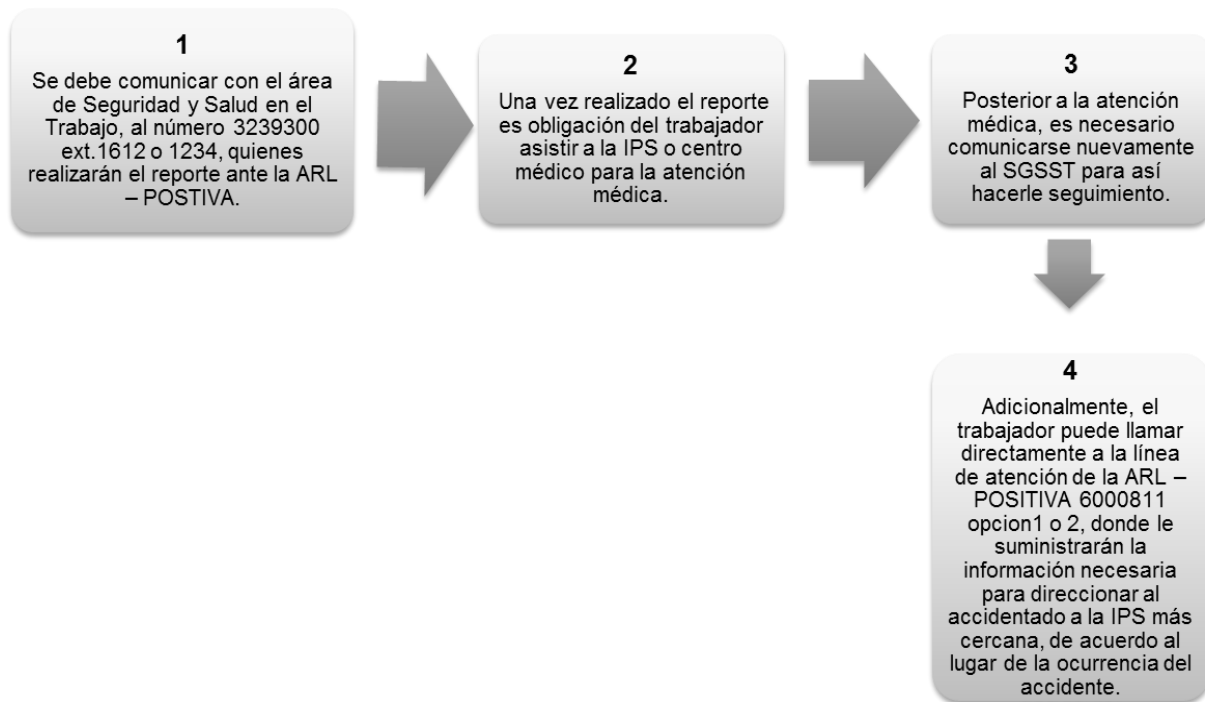 1
Se debe comunicar con el área
de Seguridad y Salud en el
Trabajo, al número 3239300
ext.1612 o 1234, quienes
realizarán el reporte ante la ARL
– POSTIVA.
2
Una vez realizado el reporte
es obligación del trabajador
asistir a la IPS o centro
médico para la atención
médica.
3
Posterior a la atención
médica, es necesario
comunicarse nuevamente
al SGSST para así
hacerle seguimiento.
4
Adicionalmente, el
trabajador puede llamar
directamente a la línea
de atención de la ARL –
POSITIVA 6000811
opcion1 o 2, donde le
suministrarán la
información necesaria
para direccionar al
accidentado a la IPS más
cercana, de acuerdo al
lugar de la ocurrencia del
accidente.